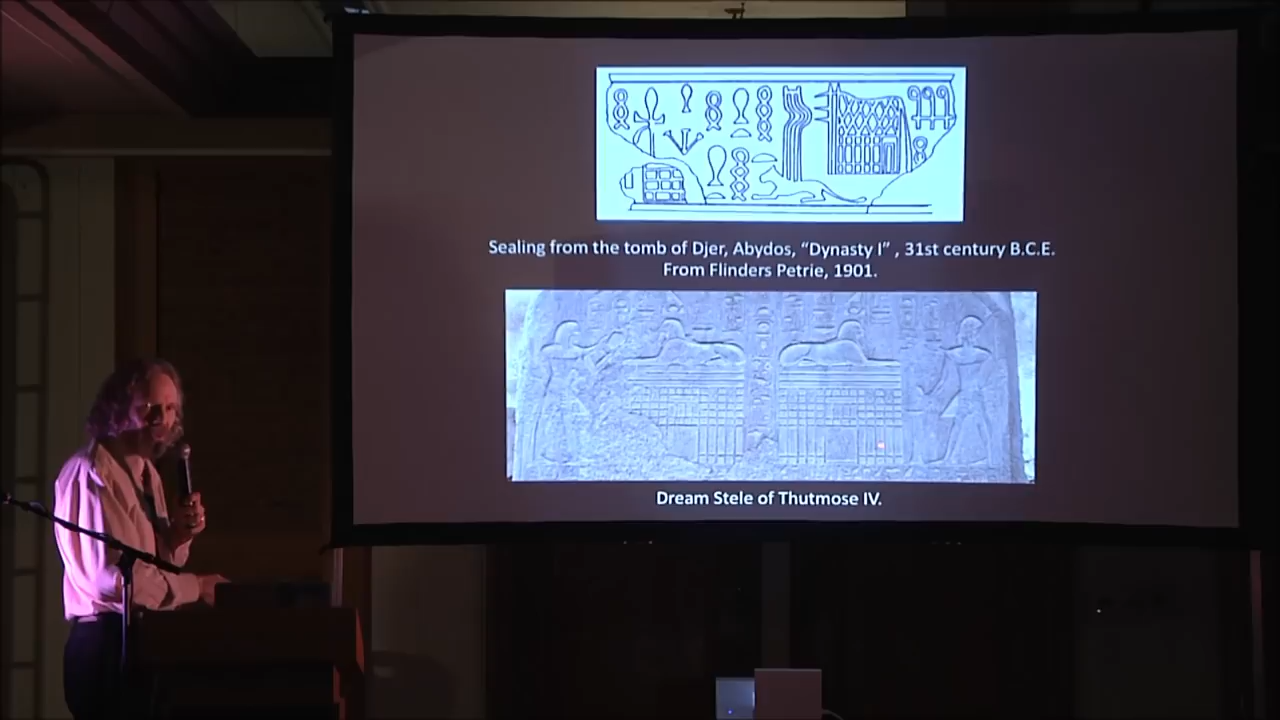 Sealing from the tomb of Djer, Abydos, “Dynasty I” , 31st century B.C.E.
From Flinders Petrie, 1901.
Dream Stele of Thutmose IV.